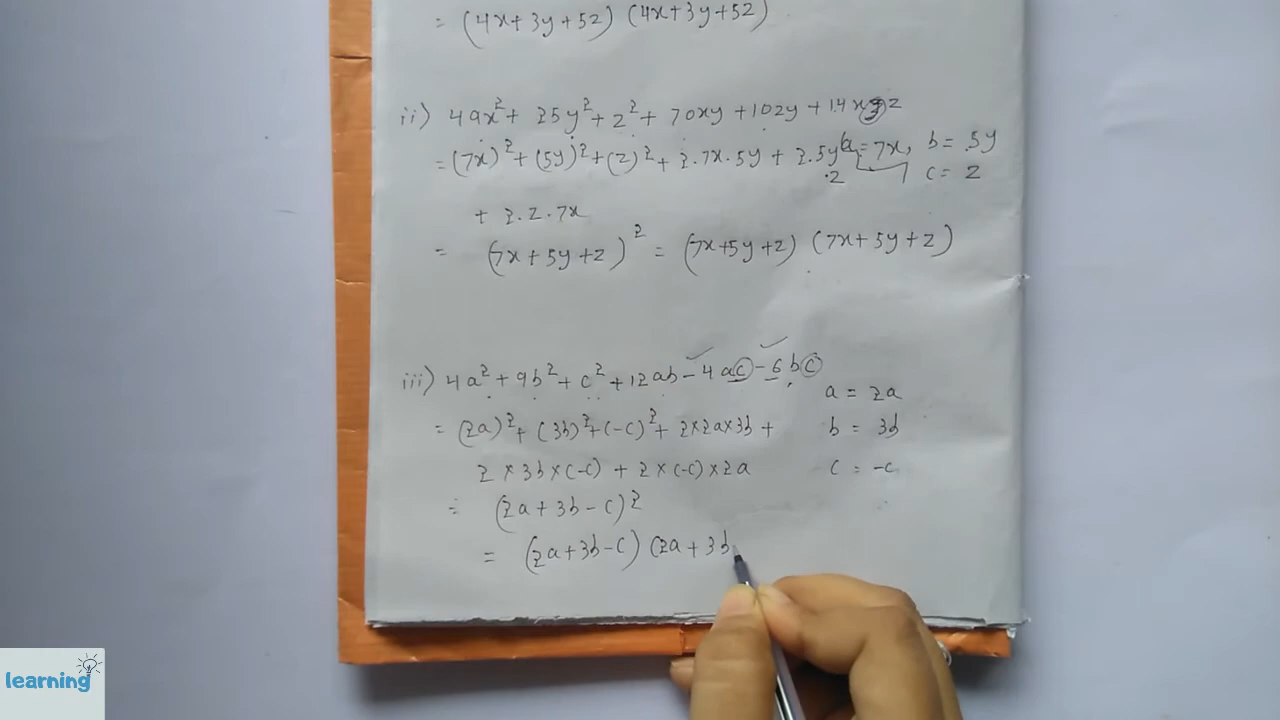 = (4x+3y+5z) (4x+3y+5z)
ii) 49x² + 25y² + z² + 70xy + 10zy + 14xz
= (7x)² + (5y)² + (z)² + 2.7x.5y + 2.5y.z
a = 7x, b = 5y
c = z
+ 2.z.7x
= (7x+5y+z)² = (7x+5y+z) (7x+5y+z)
iii) 4a² + 9b² + c² + 12ab - 4ac - 6bc
a = 2a
= (2a)² + (3b)² + (-c)² + 2×2a×3b +
b = 3b
2×3b×(-c) + 2×(-c)×2a
c = -c
= (2a+3b-c)²
= (2a+3b-c) (2a+3b
learning